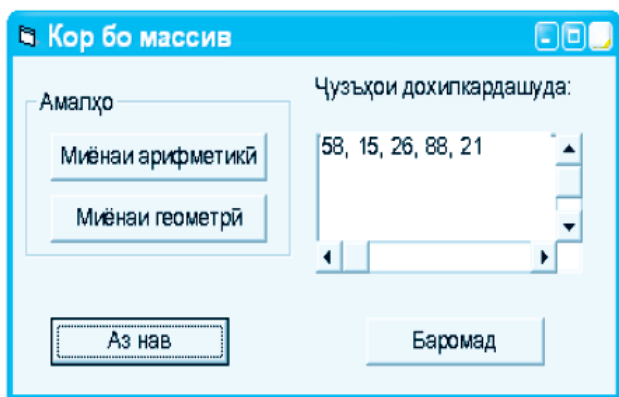 Кор бо массив
Амалҳо
Миёнаи арифметикӣ
Миёнаи геометрӣ
Ҷузъҳои дохилкардашуда:
58, 15, 26, 88, 21
Аз нав
Баромад